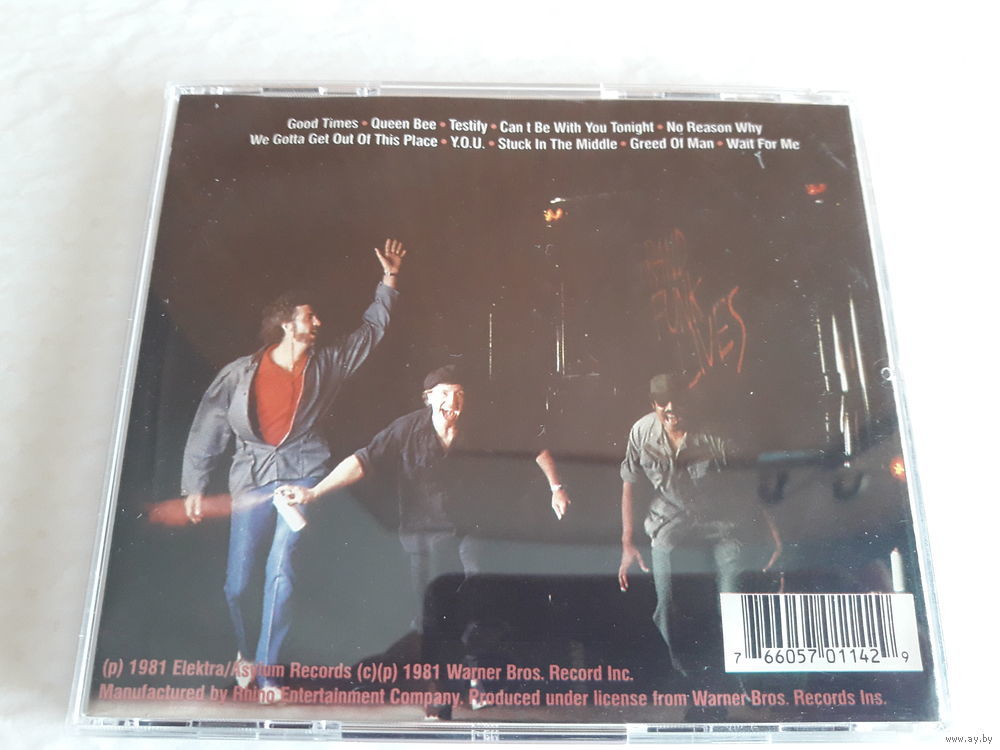 Good Times • Queen Bee • Testify • Can t Be With You Tonight • No Reason Why
We Gotta Get Out Of This Place • Y.O.U. • Stuck In The Middle • Greed Of Man • Wait For Me
FUNK
LIVES
7 66057 01142 9
(p) 1981 Elektra/Asylum Records (c)(p) 1981 Warner Bros. Record Inc.
Manufactured by Rhino Entertainment Company. Produced under license from Warner Bros. Records Ins.
www.ay.by